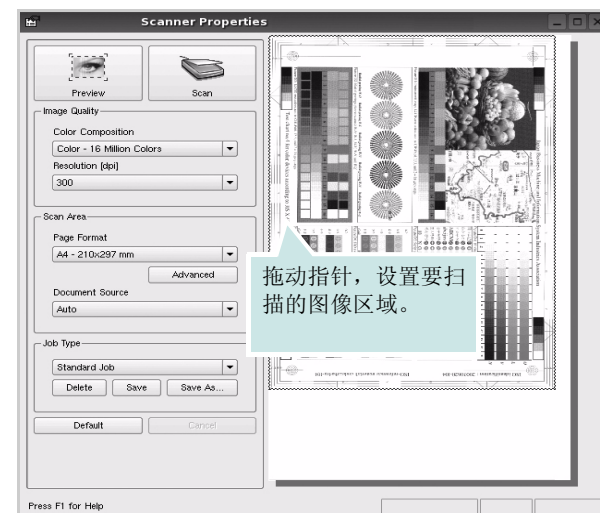 Scanner Properties
Preview
Scan
Image Quality
Color Composition
Color - 16 Million Colors
Resolution [dpi]
300
Scan Area
Page Format
A4 - 210x297 mm
Advanced
Document Source
Auto
Job Type
Standard Job
Delete
Save
Save As...
Default
Cancel
Press F1 for Help
拖动指针，设置要扫
描的图像区域。